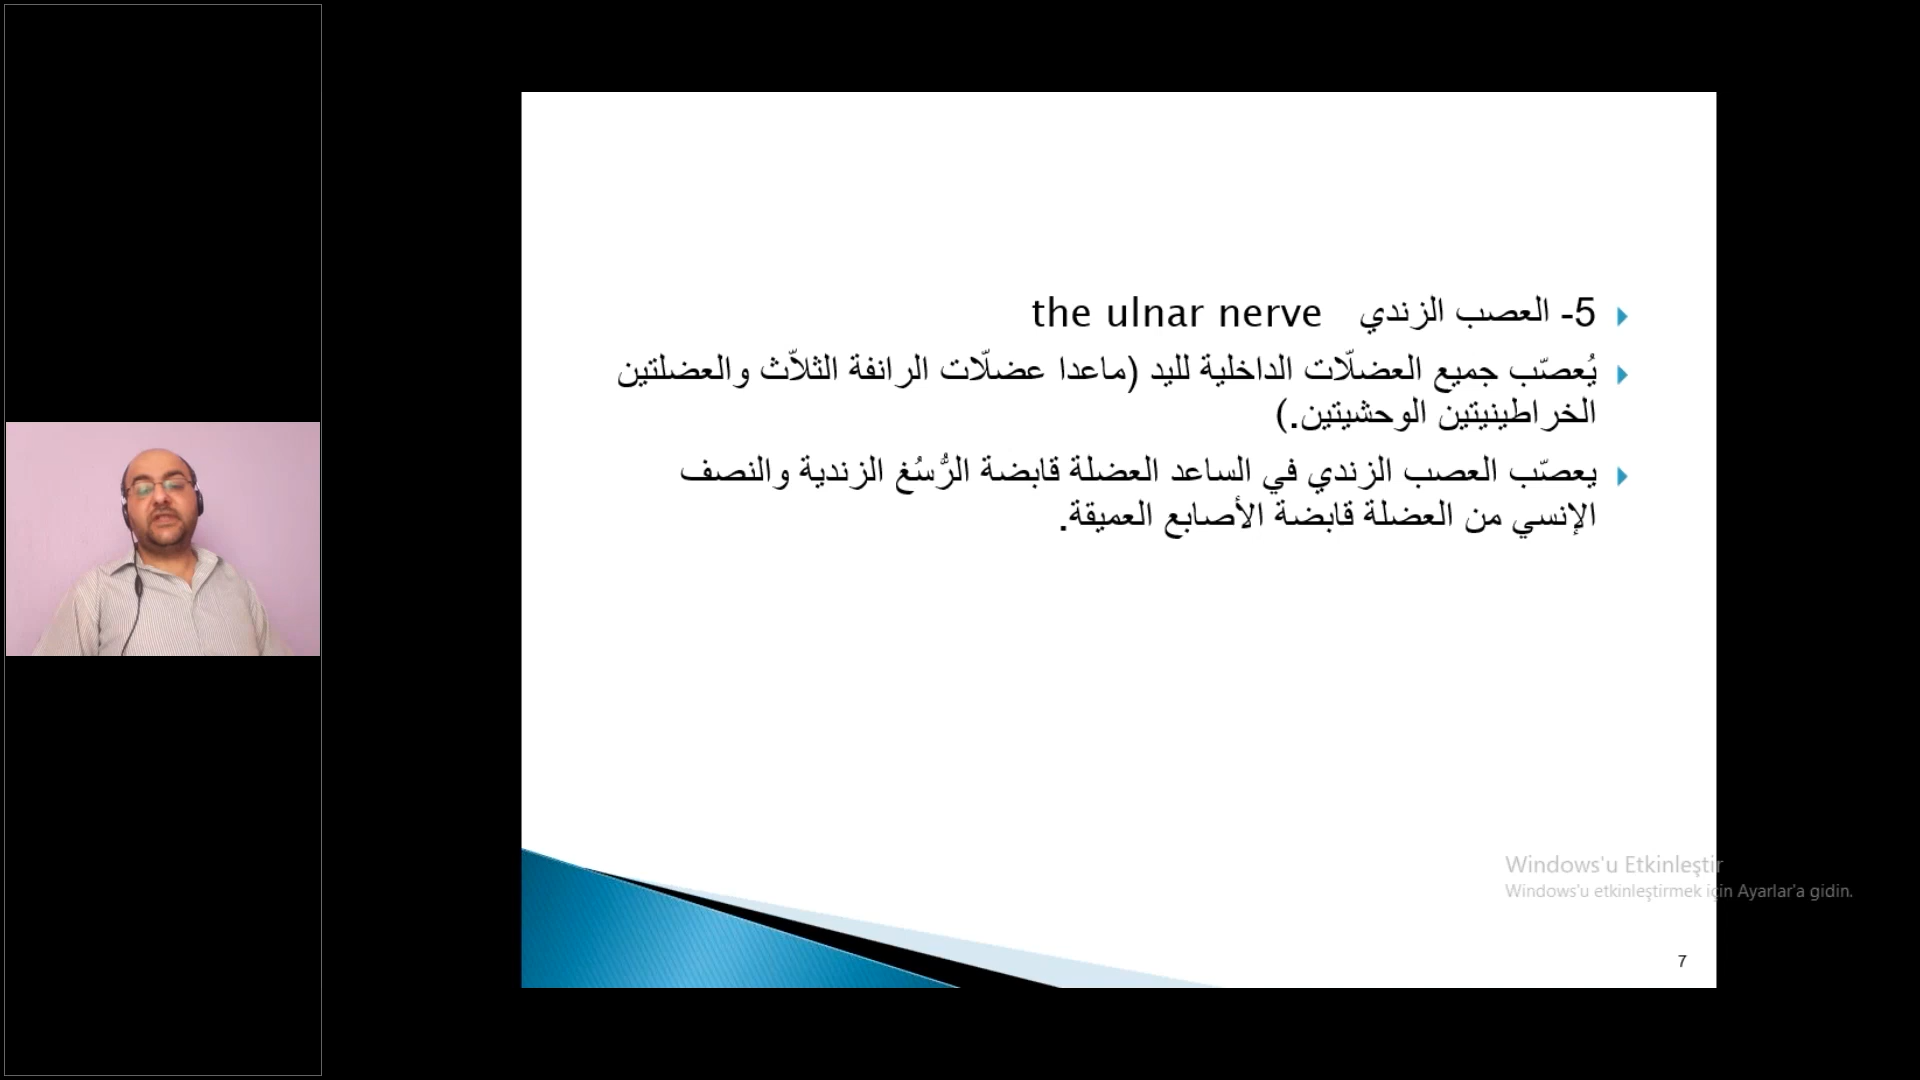 5- العصب الزندي the ulnar nerve
يُعصّب جميع العضلّات الداخلية لليد (ماعدا عضلّات الرانفة الثلاّث والعضلتين
الخراطينيتين الوحشيتين.)
يعصّب العصب الزندي في الساعد العضلة قابضة الرُّسُغ الزندية والنصف
الإنسي من العضلة قابضة الأصابع العميقة.
Windows'u Etkinleştir
Windows'u etkinleştirmek için Ayarlar'a gidin.
7